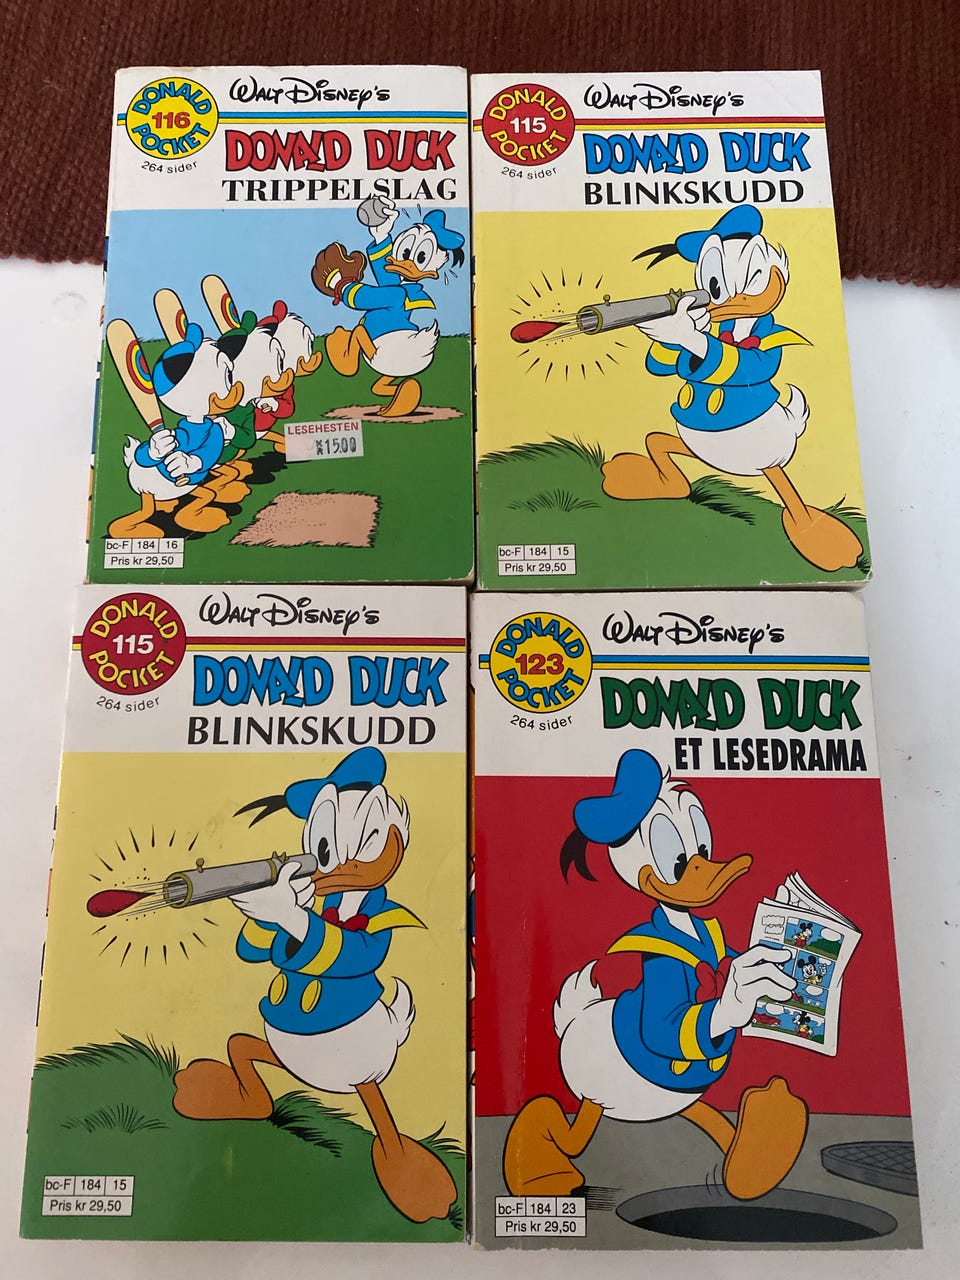 DONALD POCKET
116
264 sider
Walt Disney's
DONALD DUCK
TRIPPELSLAG
LESEHESTEN
K 15.00
bc-F 184 16
Pris kr 29,50
DONALD POCKET
115
264 sider
Walt Disney's
DONALD DUCK
BLINKSKUDD
bc-F 184 15
Pris kr 29,50
DONALD POCKET
115
264 sider
Walt Disney's
DONALD DUCK
BLINKSKUDD
bc-F 184 15
Pris kr 29,50
DONALD POCKET
123
264 sider
Walt Disney's
DONALD DUCK
ET LESEDRAMA
bc-F 184 23
Pris kr 29,50